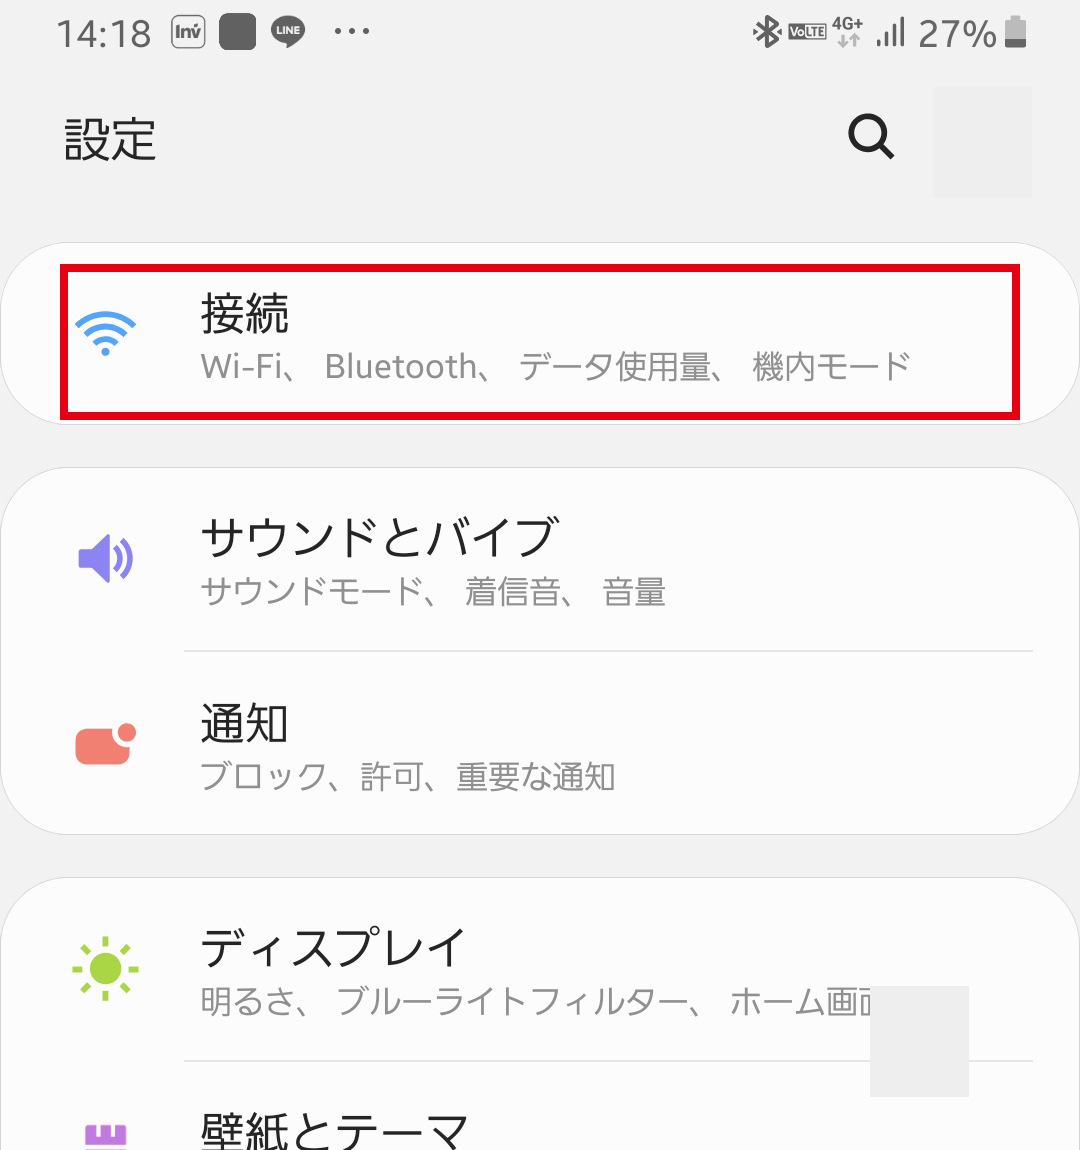 14:18 Inv LINE VoLTE 4G+ 27%
設定
接続
Wi-Fi、 Bluetooth、 データ使用量、 機内モード
サウンドとバイブ
サウンドモード、 着信音、 音量
通知
ブロック、許可、重要な通知
ディスプレイ
明るさ、 ブルーライトフィルター、 ホーム画面
壁紙とテーマ